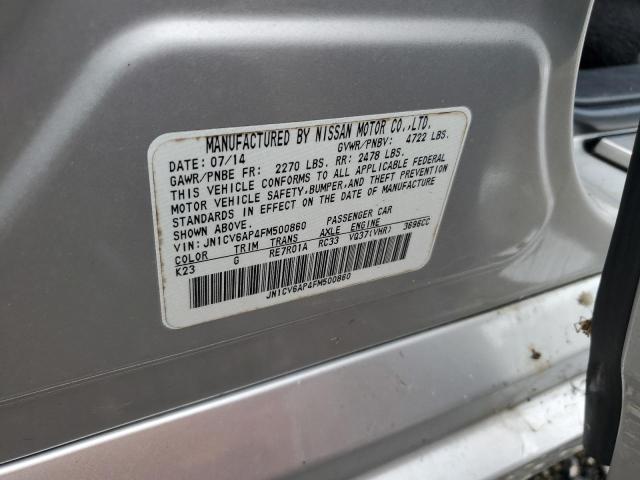 MANUFACTURED BY NISSAN MOTOR CO.,LTD.
DATE: 07/14 GVWR/PNBV: 4722 LBS.
GAWR/PNBE FR: 2270 LBS. RR: 2478 LBS.
THIS VEHICLE CONFORMS TO ALL APPLICABLE FEDERAL
MOTOR VEHICLE SAFETY,BUMPER,AND THEFT PREVENTION
STANDARDS IN EFFECT ON THE DATE OF MANUFACTURE
SHOWN ABOVE.
VIN: JN1CV6AP4FM500860 PASSENGER CAR
COLOR TRIM TRANS AXLE ENGINE
K23 G RE7R01A RC33 VQ37(VHR) 3696CC
JN1CV6AP4FM500860